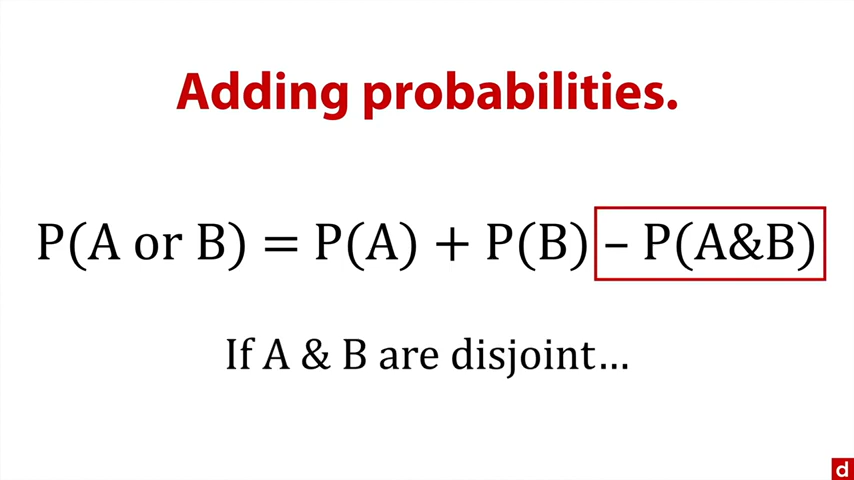 Adding probabilities.
P(A or B) = P(A) + P(B) – P(A&B)
If A & B are disjoint…
d